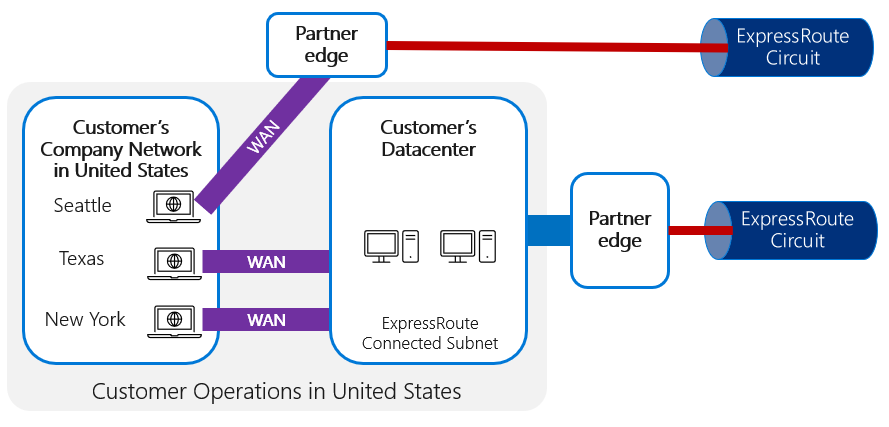 Partner
edge
ExpressRoute
Circuit
Customer's
Company Network
in United States
Seattle
Texas
New York
WAN
WAN
WAN
Customer's
Datacenter
ExpressRoute
Connected Subnet
Partner
edge
ExpressRoute
Circuit
Customer Operations in United States